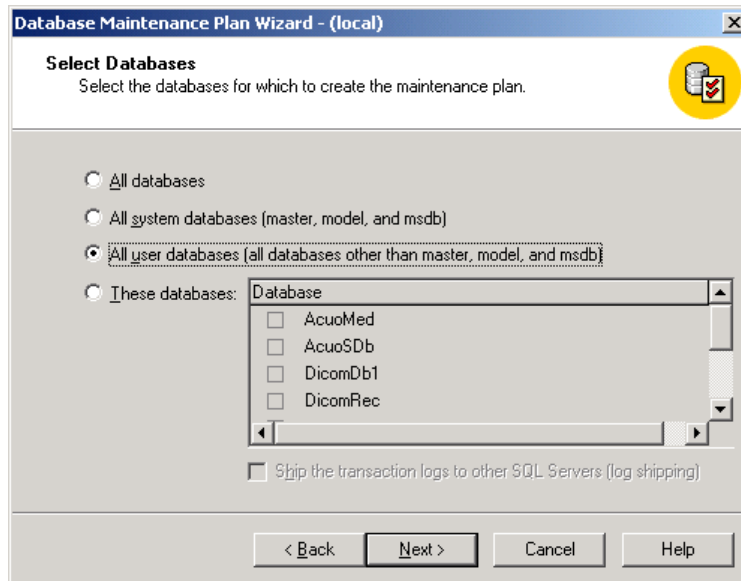 Database Maintenance Plan Wizard - (local)
Select Databases
Select the databases for which to create the maintenance plan.
All databases
All system databases (master, model, and msdb)
All user databases (all databases other than master, model, and msdb)
These databases:
Database
AcuoMed
AcuoSDb
DicomDb1
DicomRec
Ship the transaction logs to other SQL Servers (log shipping)
< Back
Next >
Cancel
Help